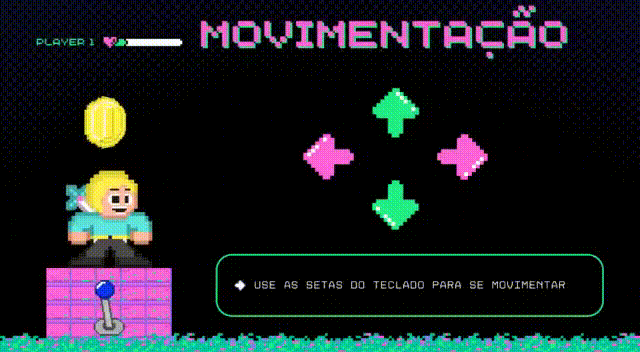 MOVIMENTAÇÃO
PLAYER 1
USE AS SETAS DO TECLADO PARA SE MOVIMENTAR